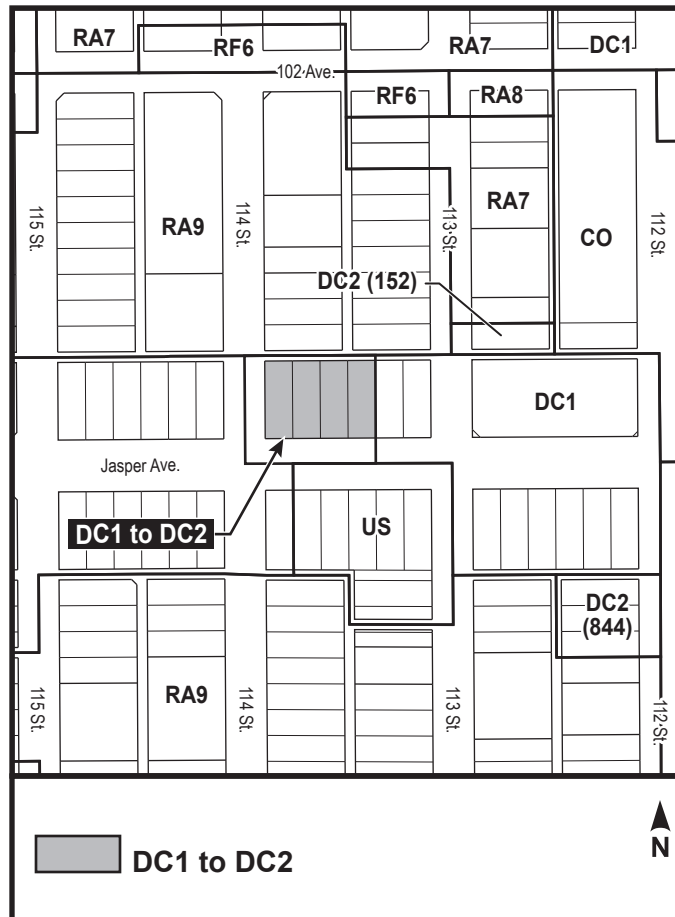 RA7
RF6
RA7
DC1
102 Ave.
RF6
RA8
115 St.
RA9
114 St.
113 St.
RA7
CO
112 St.
DC2 (152)
DC1
Jasper Ave.
DC1 to DC2
US
DC2
(844)
115 St.
RA9
114 St.
113 St.
112 St.
N
DC1 to DC2